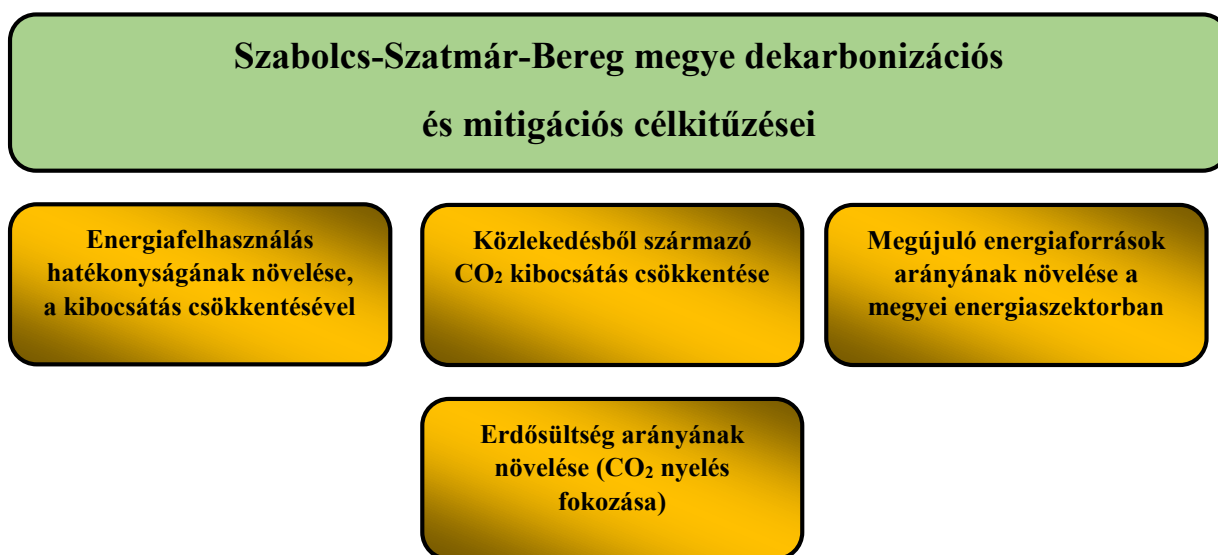 Szabolcs-Szatmár-Bereg megye dekarbonizációs
és mitigációs célkitűzései
Energiafelhasználás
hatékonyságának növelése,
a kibocsátás csökkentésével
Közlekedésből származó
CO₂ kibocsátás csökkentése
Megújuló energiaforrások
arányának növelése a
megyei energiaszektorban
Erdősültség arányának
növelése (CO₂ nyelés
fokozása)